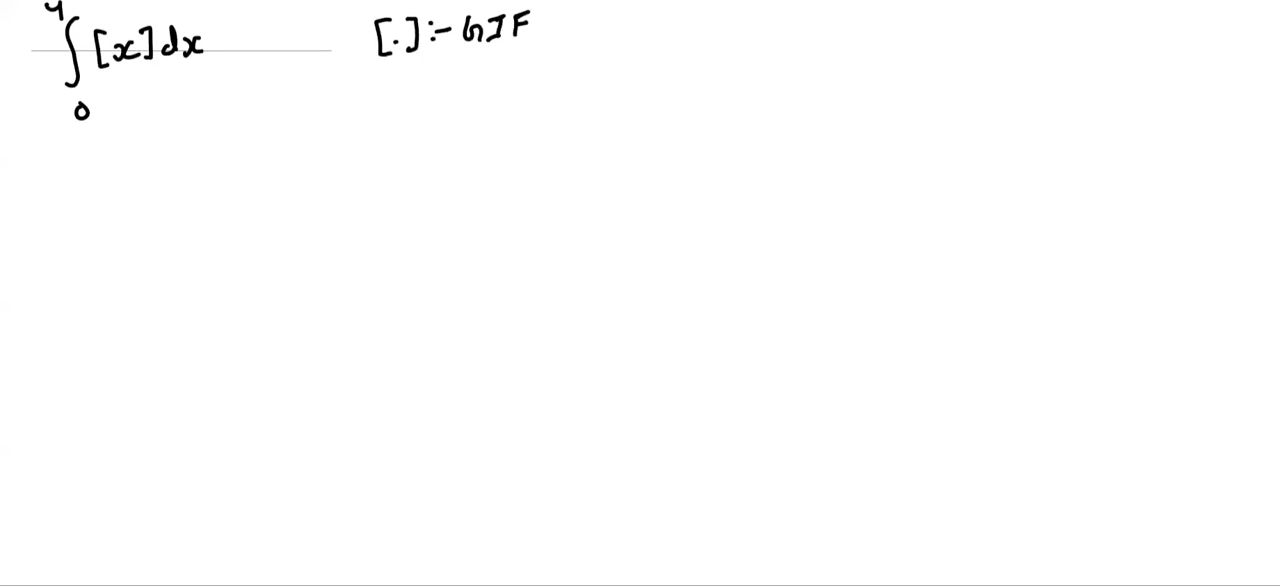 ∫₀⁴ [x] dx [.] :- GIF